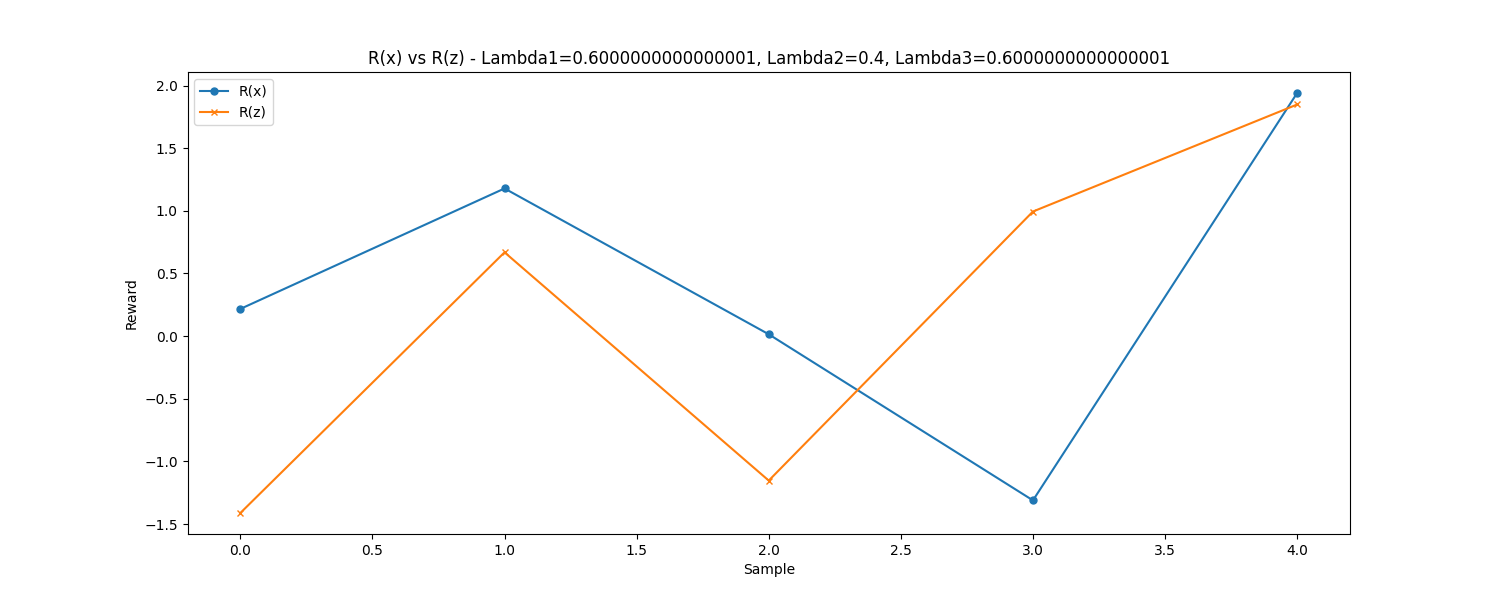 R(x) vs R(z) - Lambda1=0.6000000000000001, Lambda2=0.4, Lambda3=0.6000000000000001
R(x)
R(z)
2.0
1.5
1.0
0.5
0.0
−0.5
−1.0
−1.5
Reward
0.0 0.5 1.0 1.5 2.0 2.5 3.0 3.5 4.0
Sample